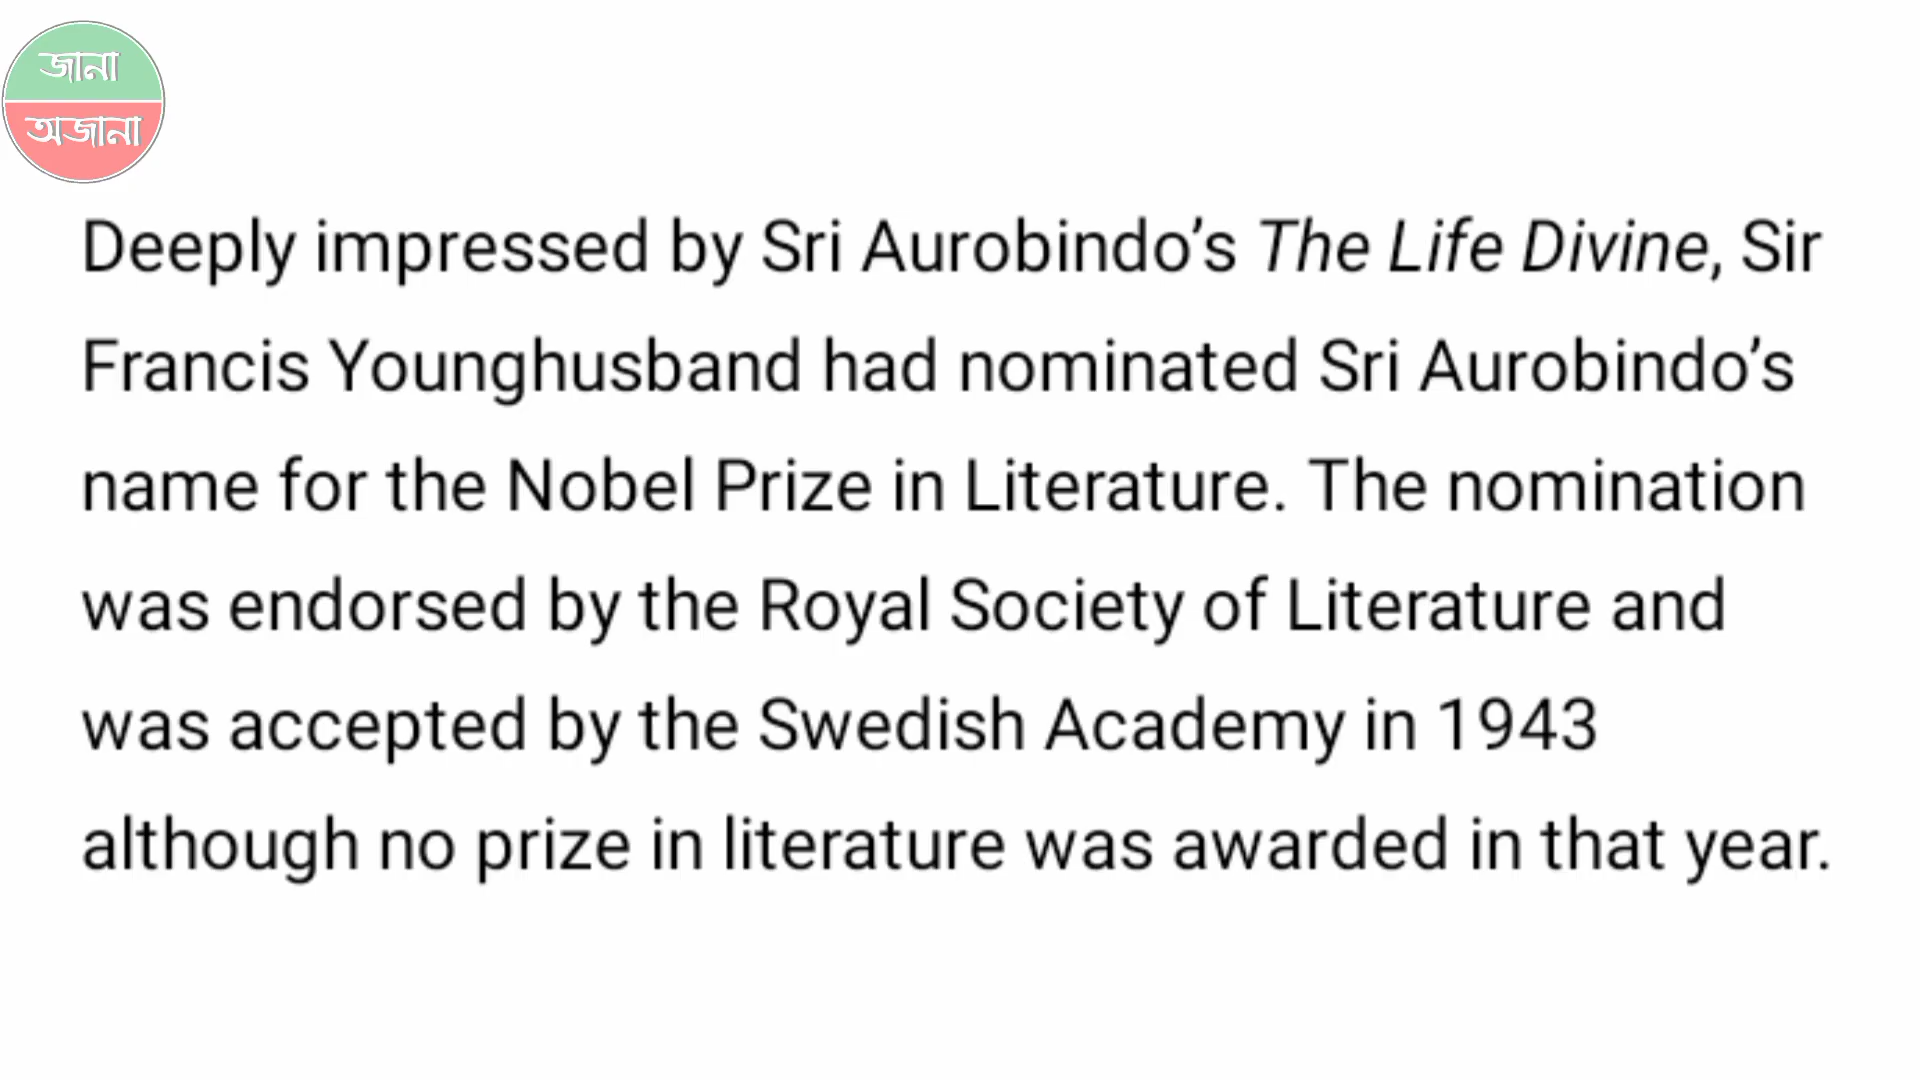 জানা
অজানা
Deeply impressed by Sri Aurobindo’s The Life Divine, Sir
Francis Younghusband had nominated Sri Aurobindo’s
name for the Nobel Prize in Literature. The nomination
was endorsed by the Royal Society of Literature and
was accepted by the Swedish Academy in 1943
although no prize in literature was awarded in that year.